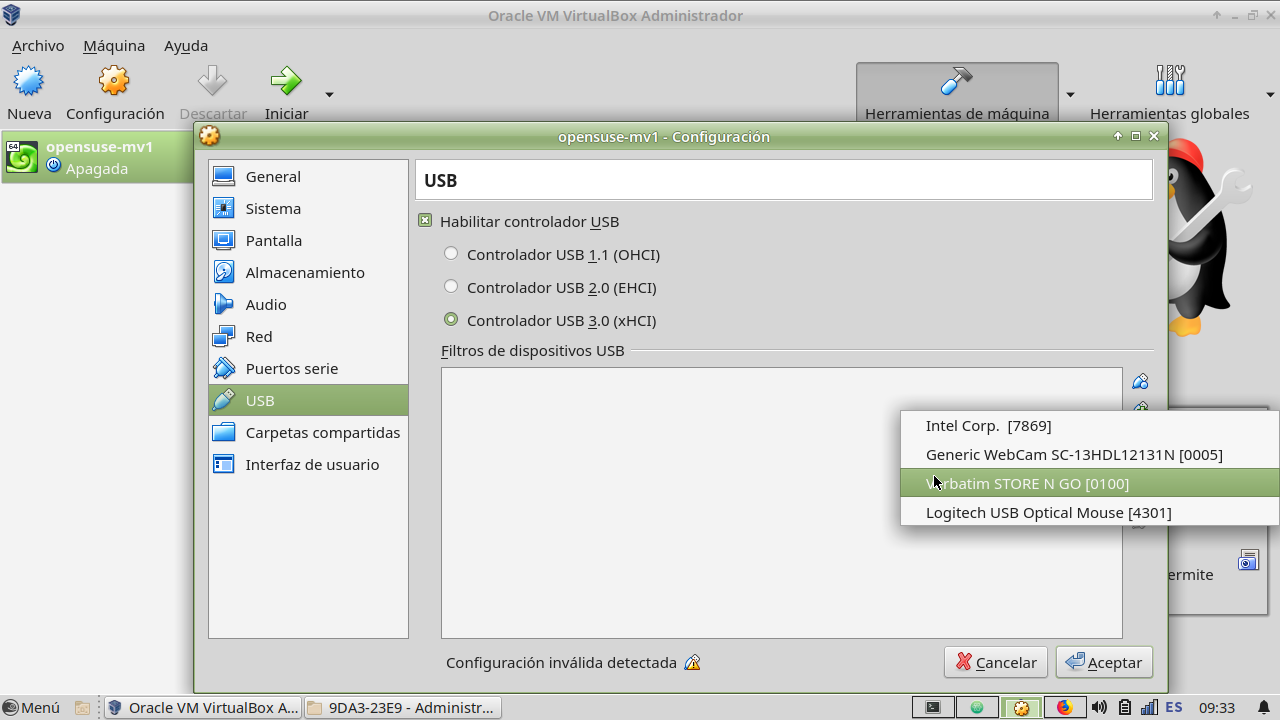 Oracle VM VirtualBox Administrador
Archivo Máquina Ayuda
Nueva Configuración Descartar Iniciar Herramientas de máquina Herramientas globales
64 opensuse-mv1
Apagada
opensuse-mv1 - Configuración
General
Sistema
Pantalla
Almacenamiento
Audio
Red
Puertos serie
USB
Carpetas compartidas
Interfaz de usuario
USB
Habilitar controlador USB
Controlador USB 1.1 (OHCI)
Controlador USB 2.0 (EHCI)
Controlador USB 3.0 (xHCI)
Filtros de dispositivos USB
Intel Corp. [7869]
Generic WebCam SC-13HDL12131N [0005]
Verbatim STORE N GO [0100]
Logitech USB Optical Mouse [4301]
ermite
Configuración inválida detectada
Cancelar Aceptar
Menú Oracle VM VirtualBox A... 9DA3-23E9 - Administr... ES 09:33